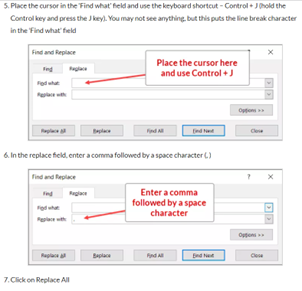 5. Place the cursor in the 'Find what' field and use the keyboard shortcut – Control + J (hold the
Control key and press the J key). You may not see anything, but this puts the line break character
in the 'Find what' field
Find and Replace
×
Find
Replace
Find what:
Replace with:
Place the cursor here
and use Control + J
Options >>
Replace All
Replace
Find All
Find Next
Close
6. In the replace field, enter a comma followed by a space character (, )
Find and Replace
? ×
Find
Replace
Find what:
Replace with:
Enter a comma
followed by a space
character
Options >>
Replace All
Replace
Find All
Find Next
Close
7. Click on Replace All